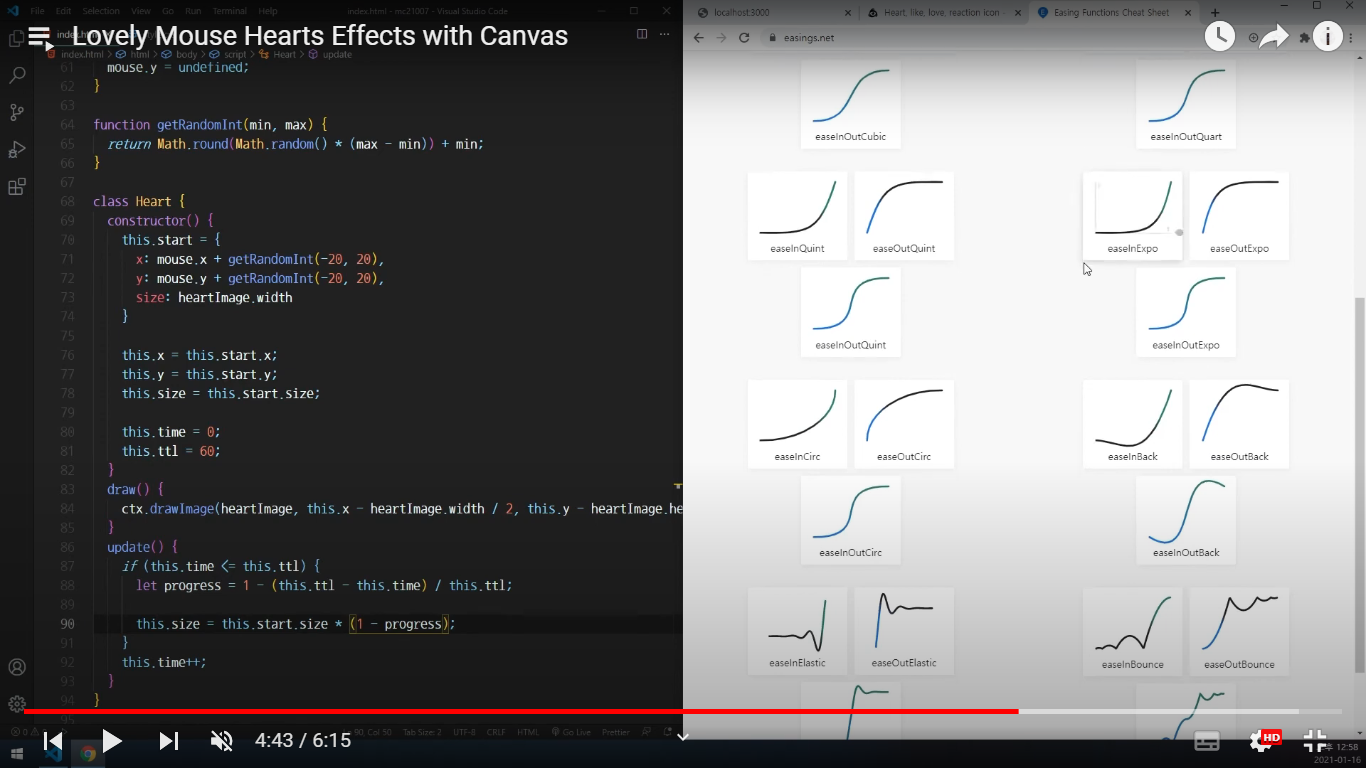 File Edit Selection View Go Run Terminal Help
index.html - mc21007 - Visual Studio Code
localhost:3000
Heart, like, love, reaction icon -
Easing Functions Cheat Sheet
Lovely Mouse Hearts Effects with Canvas
easings.net
index.html > html > body > script > Heart > update
61 mouse.y = undefined;
62 }
63
64 function getRandomInt(min, max) {
65 return Math.round(Math.random() * (max - min)) + min;
66 }
67
68 class Heart {
69 constructor() {
70 this.start = {
71 x: mouse.x + getRandomInt(-20, 20),
72 y: mouse.y + getRandomInt(-20, 20),
73 size: heartImage.width
74 }
75
76 this.x = this.start.x;
77 this.y = this.start.y;
78 this.size = this.start.size;
79
80 this.time = 0;
81 this.ttl = 60;
82 }
83 draw() {
84 ctx.drawImage(heartImage, this.x - heartImage.width / 2, this.y - heartImage.he
85 }
86 update() {
87 if (this.time <= this.ttl) {
88 let progress = 1 - (this.ttl - this.time) / this.ttl;
89
90 this.size = this.start.size * (1 - progress);
91 }
92 this.time++;
93 }
94 }
95
easeInOutCubic
easeInOutQuart
easeInQuint
easeOutQuint
easeInExpo
easeOutExpo
easeInOutQuint
easeInOutExpo
easeInCirc
easeOutCirc
easeInBack
easeOutBack
easeInOutCirc
easeInOutBack
easeInElastic
easeOutElastic
easeInBounce
easeOutBounce
90, Col 50 Tab Size: 2 UTF-8 CRLF HTML Go Live Prettier
4:43 / 6:15
HD
12:58
2021-01-16